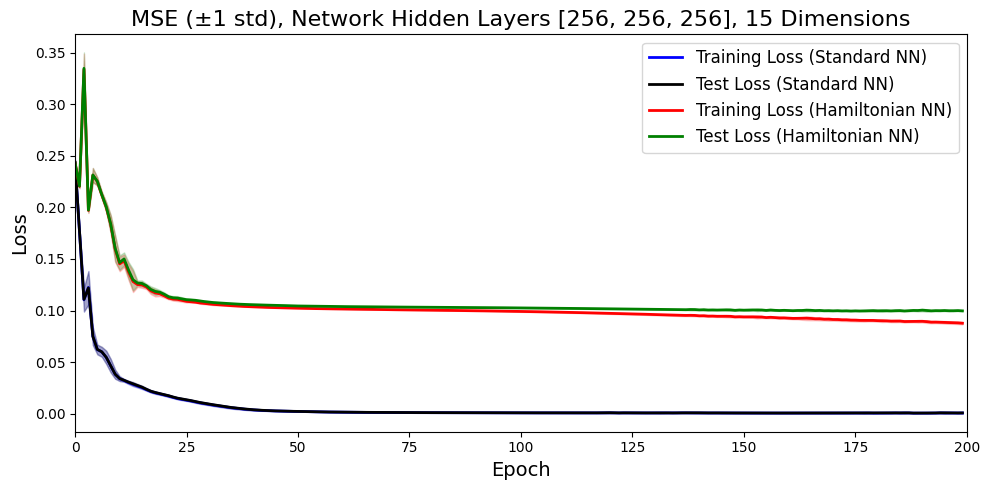 MSE (±1 std), Network Hidden Layers [256, 256, 256], 15 Dimensions
Training Loss (Standard NN)
Test Loss (Standard NN)
Training Loss (Hamiltonian NN)
Test Loss (Hamiltonian NN)
Loss
0.35
0.30
0.25
0.20
0.15
0.10
0.05
0.00
0 25 50 75 100 125 150 175 200
Epoch